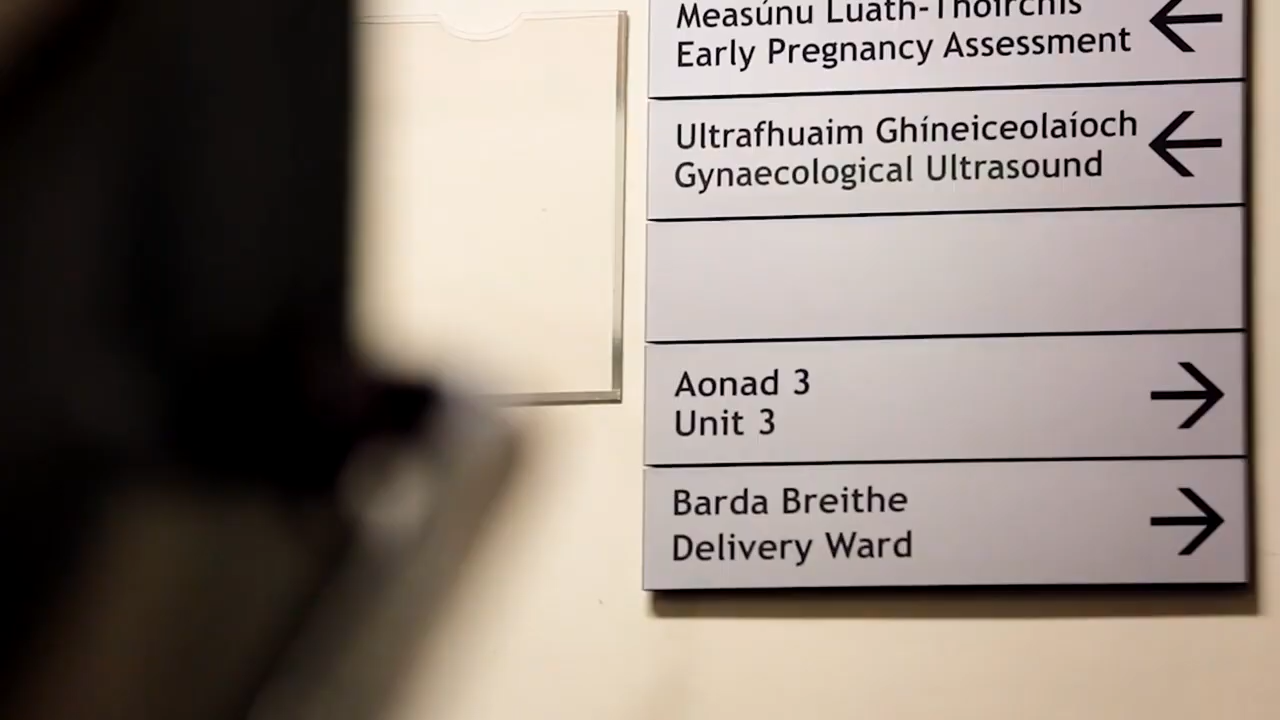 Measúnu Luath-Thoirchis
Early Pregnancy Assessment
Ultrafhuaim Ghíneiceolaíoch
Gynaecological Ultrasound
Aonad 3
Unit 3
Barda Breithe
Delivery Ward